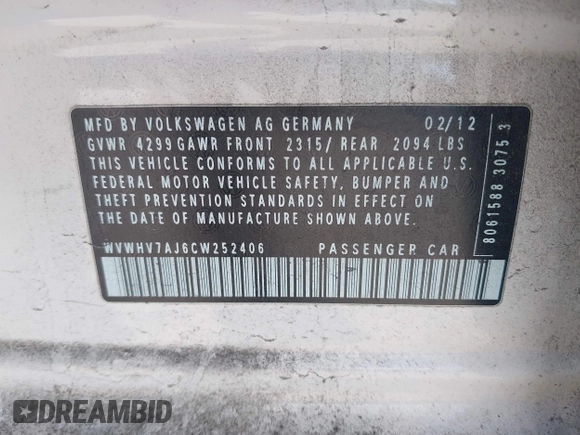 MFD BY VOLKSWAGEN AG GERMANY 02/12
GVWR 4299 GAWR FRONT 2315/ REAR 2094 LBS
THIS VEHICLE CONFORMS TO ALL APPLICABLE U.S.
FEDERAL MOTOR VEHICLE SAFETY, BUMPER AND
THEFT PREVENTION STANDARDS IN EFFECT ON
THE DATE OF MANUFACTURE SHOWN ABOVE.
WVWHV7AJ6CW252406 PASSENGER CAR
8061588 3075 3
DREAMBID